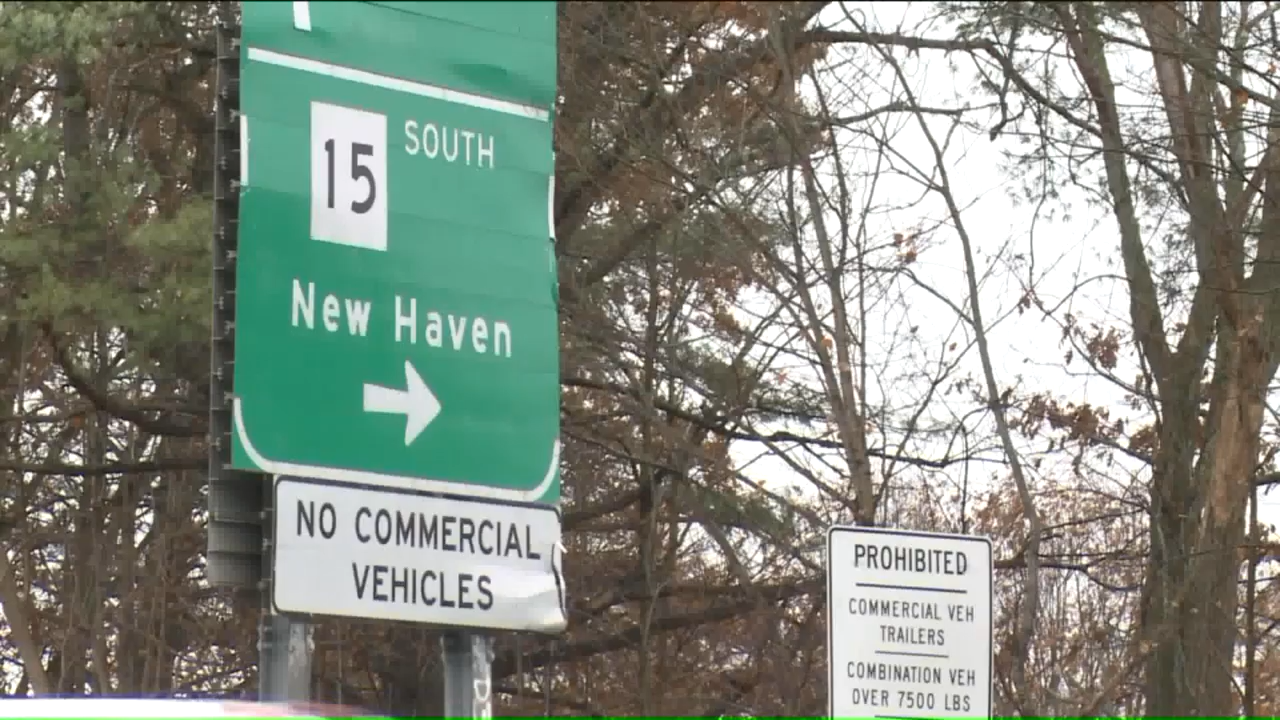 15
SOUTH
New Haven
NO COMMERCIAL
VEHICLES
PROHIBITED
COMMERCIAL VEH
TRAILERS
COMBINATION VEH
OVER 7500 LBS